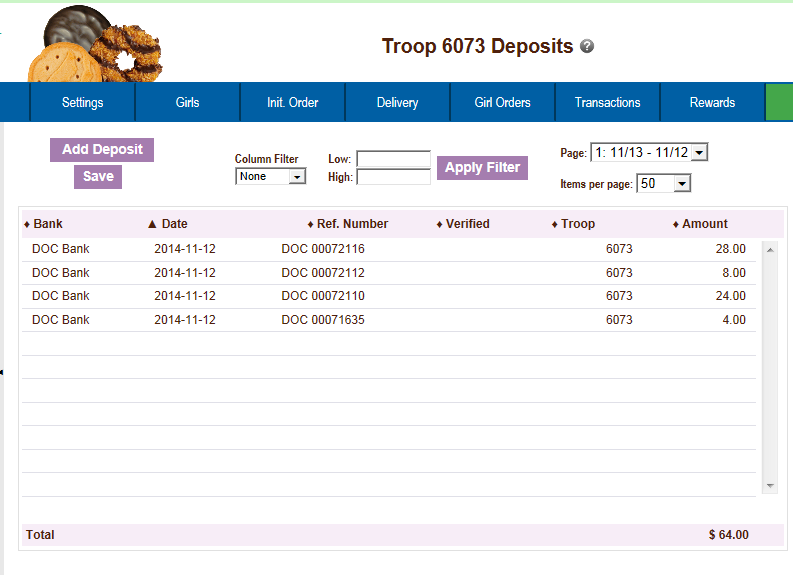 Troop 6073 Deposits ?
Settings Girls Init. Order Delivery Girl Orders Transactions Rewards
Add Deposit
Save
Column Filter
None
Low:
High:
Apply Filter
Page: 1: 11/13 - 11/12
Items per page: 50
♦ Bank ▲ Date ♦ Ref. Number ♦ Verified ♦ Troop ♦ Amount
DOC Bank 2014-11-12 DOC 00072116 6073 28.00
DOC Bank 2014-11-12 DOC 00072112 6073 8.00
DOC Bank 2014-11-12 DOC 00072110 6073 24.00
DOC Bank 2014-11-12 DOC 00071635 6073 4.00
Total $ 64.00